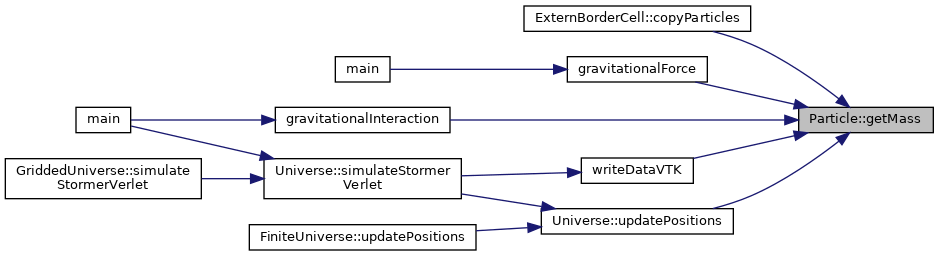 ExternBorderCell::copyParticles
main
gravitationalForce
main
gravitationalInteraction
Particle::getMass
GriddedUniverse::simulate
StormerVerlet
Universe::simulateStormer
Verlet
writeDataVTK
Universe::updatePositions
FiniteUniverse::updatePositions